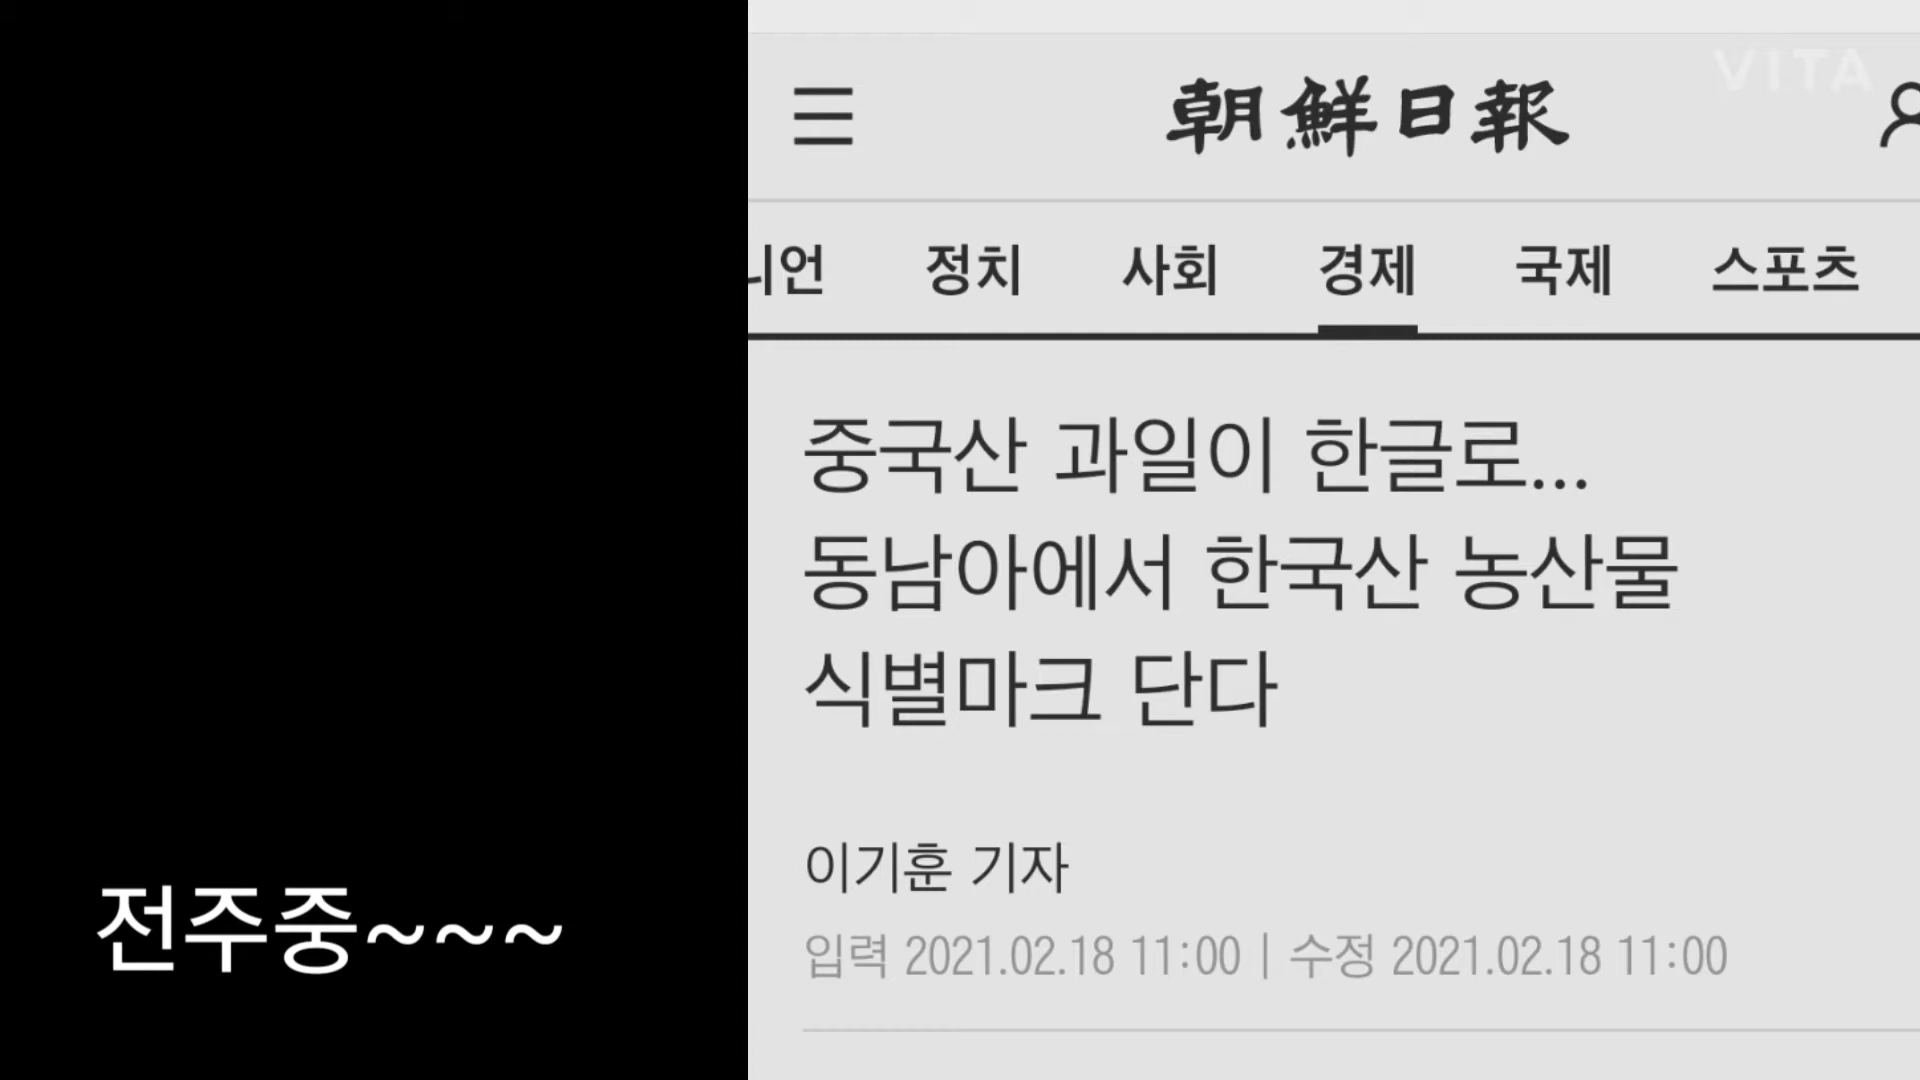 VITA
朝鮮日報
니언 정치 사회 경제 국제 스포츠
중국산 과일이 한글로...
동남아에서 한국산 농산물
식별마크 단다
이기훈 기자
입력 2021.02.18 11:00 | 수정 2021.02.18 11:00
전주중~~~